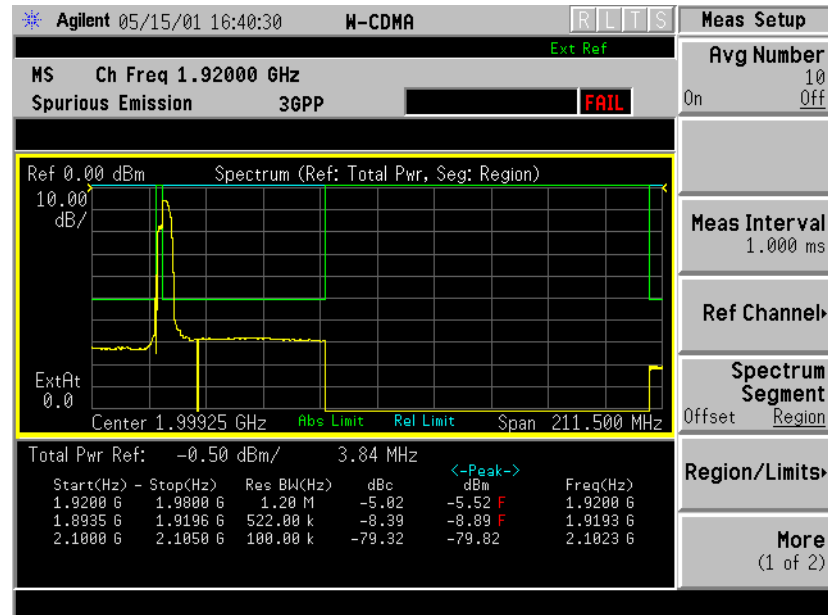 Agilent 05/15/01 16:40:30 W-CDMA R L T S
Ext Ref
MS Ch Freq 1.92000 GHz
Spurious Emission 3GPP FAIL
Ref 0.00 dBm Spectrum (Ref: Total Pwr, Seg: Region)
10.00
dB/
ExtAt
0.0
Center 1.99925 GHz Abs Limit Rel Limit Span 211.500 MHz
Total Pwr Ref: -0.50 dBm/ 3.84 MHz
<-Peak->
Start(Hz) - Stop(Hz) Res BW(Hz) dBc dBm Freq(Hz)
1.9200 G 1.9800 G 1.20 M -5.02 -5.52 F 1.9200 G
1.8935 G 1.9196 G 522.00 k -8.39 -8.89 F 1.9193 G
2.1000 G 2.1050 G 100.00 k -79.32 -79.82 2.1023 G
Meas Setup
Avg Number
10
On Off
Meas Interval
1.000 ms
Ref Channel
Spectrum
Segment
Offset Region
Region/Limits
More
(1 of 2)